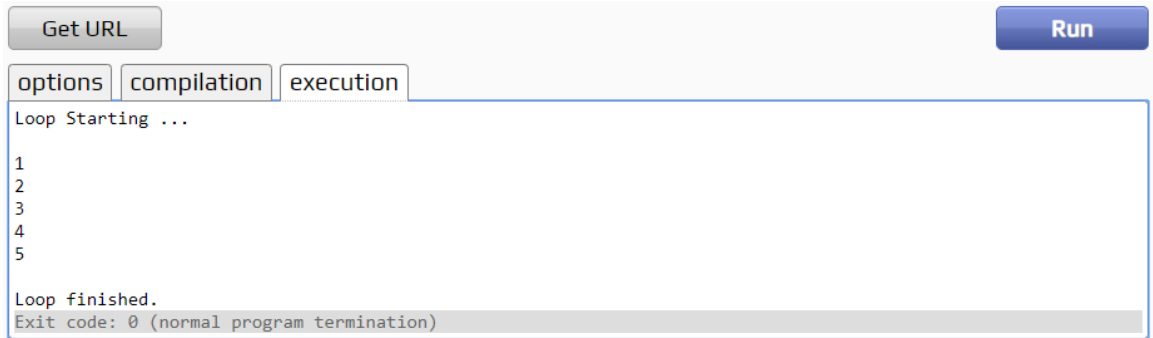 Get URL
Run
options
compilation
execution
Loop Starting ...
1
2
3
4
5
Loop finished.
Exit code: 0 (normal program termination)